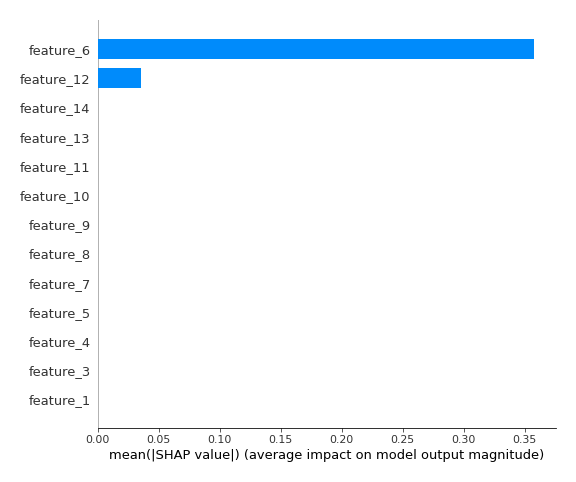 feature_6
feature_12
feature_14
feature_13
feature_11
feature_10
feature_9
feature_8
feature_7
feature_5
feature_4
feature_3
feature_1
0.00 0.05 0.10 0.15 0.20 0.25 0.30 0.35
mean(|SHAP value|) (average impact on model output magnitude)